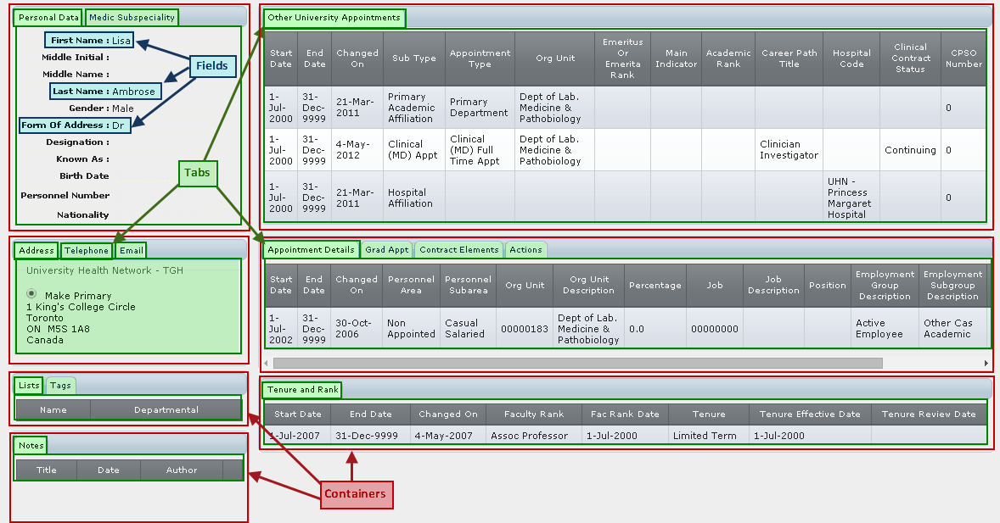 Personal Data Medic Subspeciality
First Name : Lisa
Middle Initial :
Middle Name :
Last Name : Ambrose
Gender : Male
Form Of Address : Dr
Designation :
Known As :
Birth Date
Personnel Number
Nationality
Fields
Tabs
Other University Appointments
Start Date End Date Changed On Sub Type Appointment Type Org Unit Emeritus Or Emerita Rank Main Indicator Academic Rank Career Path Title Hospital Code Clinical Contract Status CPSO Number
1-Jul-2000 31-Dec-9999 21-Mar-2011 Primary Academic Affiliation Primary Department Dept of Lab. Medicine & Pathobiology 0
1-Jul-2000 31-Dec-9999 4-May-2012 Clinical (MD) Appt Clinical (MD) Full Time Appt Dept of Lab. Medicine & Pathobiology Clinician Investigator Continuing 0
1-Jul-2000 31-Dec-9999 21-Mar-2011 Hospital Affiliation UHN - Princess Margaret Hospital 0
Address Telephone Email
University Health Network - TGH
Make Primary
1 King's College Circle
Toronto
ON M5S 1A8
Canada
Appointment Details Grad Appt Contract Elements Actions
Start Date End Date Changed On Personnel Area Personnel Subarea Org Unit Org Unit Description Percentage Job Job Description Position Employment Group Description Employment Subgroup Description
1-Jul-2002 31-Dec-9999 30-Oct-2006 Non Appointed Casual Salaried 00000183 Dept of Lab. Medicine & Pathobiology 0.0 00000000 Active Employee Other Cas Academic
Lists Tags
Name Departmental
Tenure and Rank
Start Date End Date Changed On Faculty Rank Fac Rank Date Tenure Tenure Effective Date Tenure Review Date
1-Jul-2007 31-Dec-9999 4-May-2007 Assoc Professor 1-Jul-2000 Limited Term 1-Jul-2000
Notes
Title Date Author
Containers